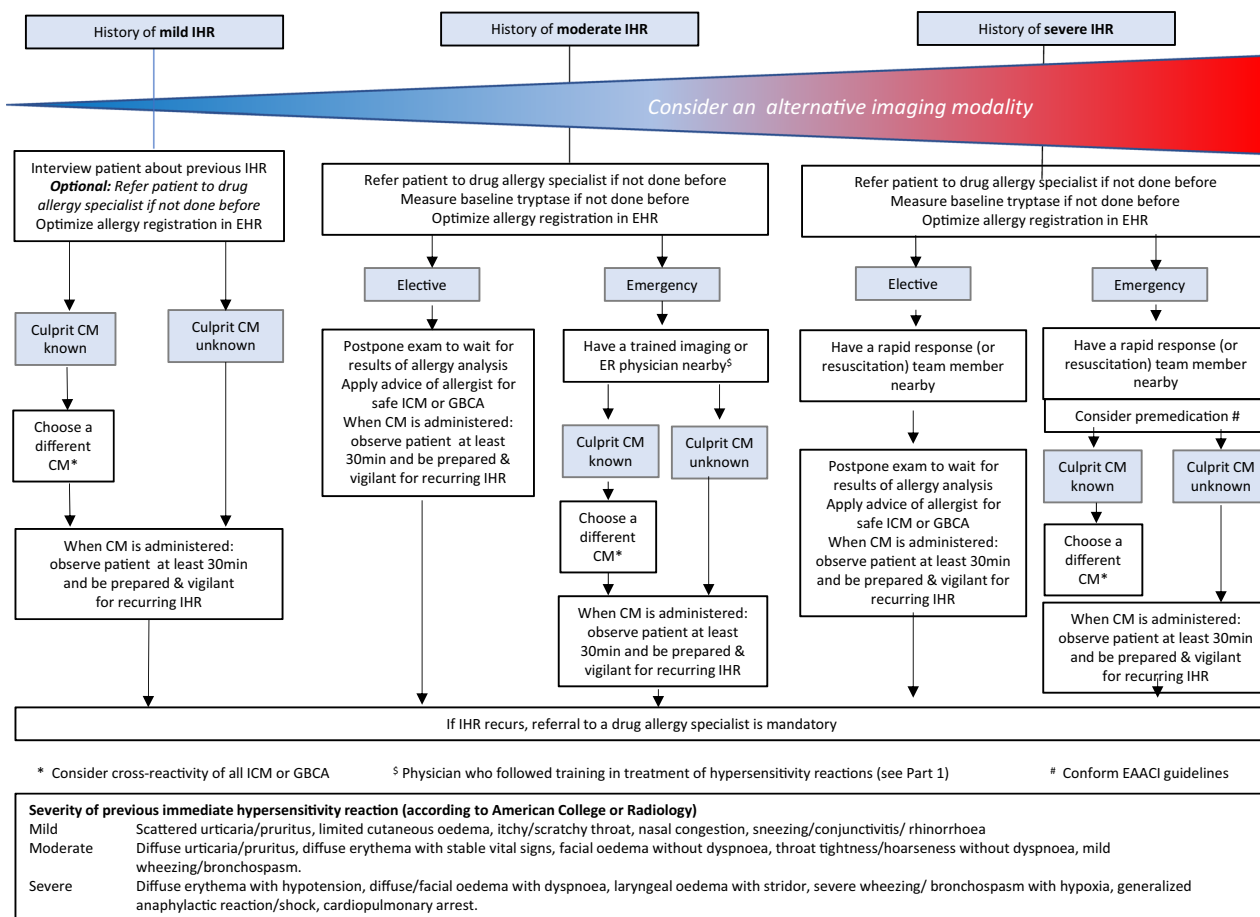 History of mild IHR
History of moderate IHR
History of severe IHR
Consider an alternative imaging modality
Interview patient about previous IHR
Optional: Refer patient to drug
allergy specialist if not done before
Optimize allergy registration in EHR
Culprit CM
known
Culprit CM
unknown
Choose a
different
CM*
When CM is administered:
observe patient at least 30min
and be prepared & vigilant
for recurring IHR
Refer patient to drug allergy specialist if not done before
Measure baseline tryptase if not done before
Optimize allergy registration in EHR
Elective
Postpone exam to wait for
results of allergy analysis
Apply advice of allergist for
safe ICM or GBCA
When CM is administered:
observe patient at least
30min and be prepared &
vigilant for recurring IHR
Emergency
Have a trained imaging or
ER physician nearby$
Culprit CM
known
Culprit CM
unknown
Choose a
different
CM*
When CM is administered:
observe patient at least
30min and be prepared &
vigilant for recurring IHR
Refer patient to drug allergy specialist if not done before
Measure baseline tryptase if not done before
Optimize allergy registration in EHR
Elective
Have a rapid response (or
resuscitation) team member
nearby
Postpone exam to wait for
results of allergy analysis
Apply advice of allergist for
safe ICM or GBCA
When CM is administered:
observe patient at least 30min
and be prepared & vigilant for
recurring IHR
Emergency
Have a rapid response (or
resuscitation) team member
nearby
Consider premedication #
Culprit CM
known
Culprit CM
unknown
Choose a
different
CM*
When CM is administered:
observe patient at least 30min
and be prepared & vigilant
for recurring IHR
If IHR recurs, referral to a drug allergy specialist is mandatory
* Consider cross-reactivity of all ICM or GBCA
$ Physician who followed training in treatment of hypersensitivity reactions (see Part 1)
# Conform EAACI guidelines
Severity of previous immediate hypersensitivity reaction (according to American College or Radiology)
Mild Scattered urticaria/pruritus, limited cutaneous oedema, itchy/scratchy throat, nasal congestion, sneezing/conjunctivitis/ rhinorrhoea
Moderate Diffuse urticaria/pruritus, diffuse erythema with stable vital signs, facial oedema without dyspnoea, throat tightness/hoarseness without dyspnoea, mild
wheezing/bronchospasm.
Severe Diffuse erythema with hypotension, diffuse/facial oedema with dyspnoea, laryngeal oedema with stridor, severe wheezing/ bronchospasm with hypoxia, generalized
anaphylactic reaction/shock, cardiopulmonary arrest.